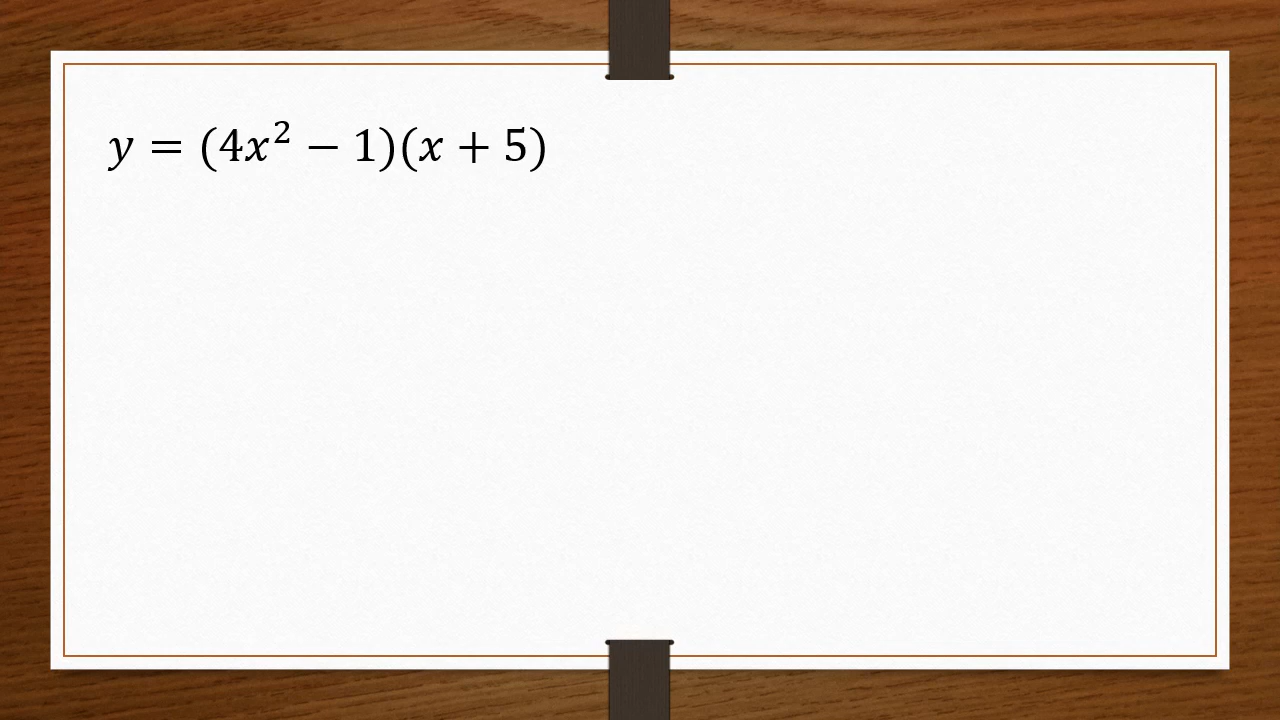 y = (4x² − 1)(x + 5)